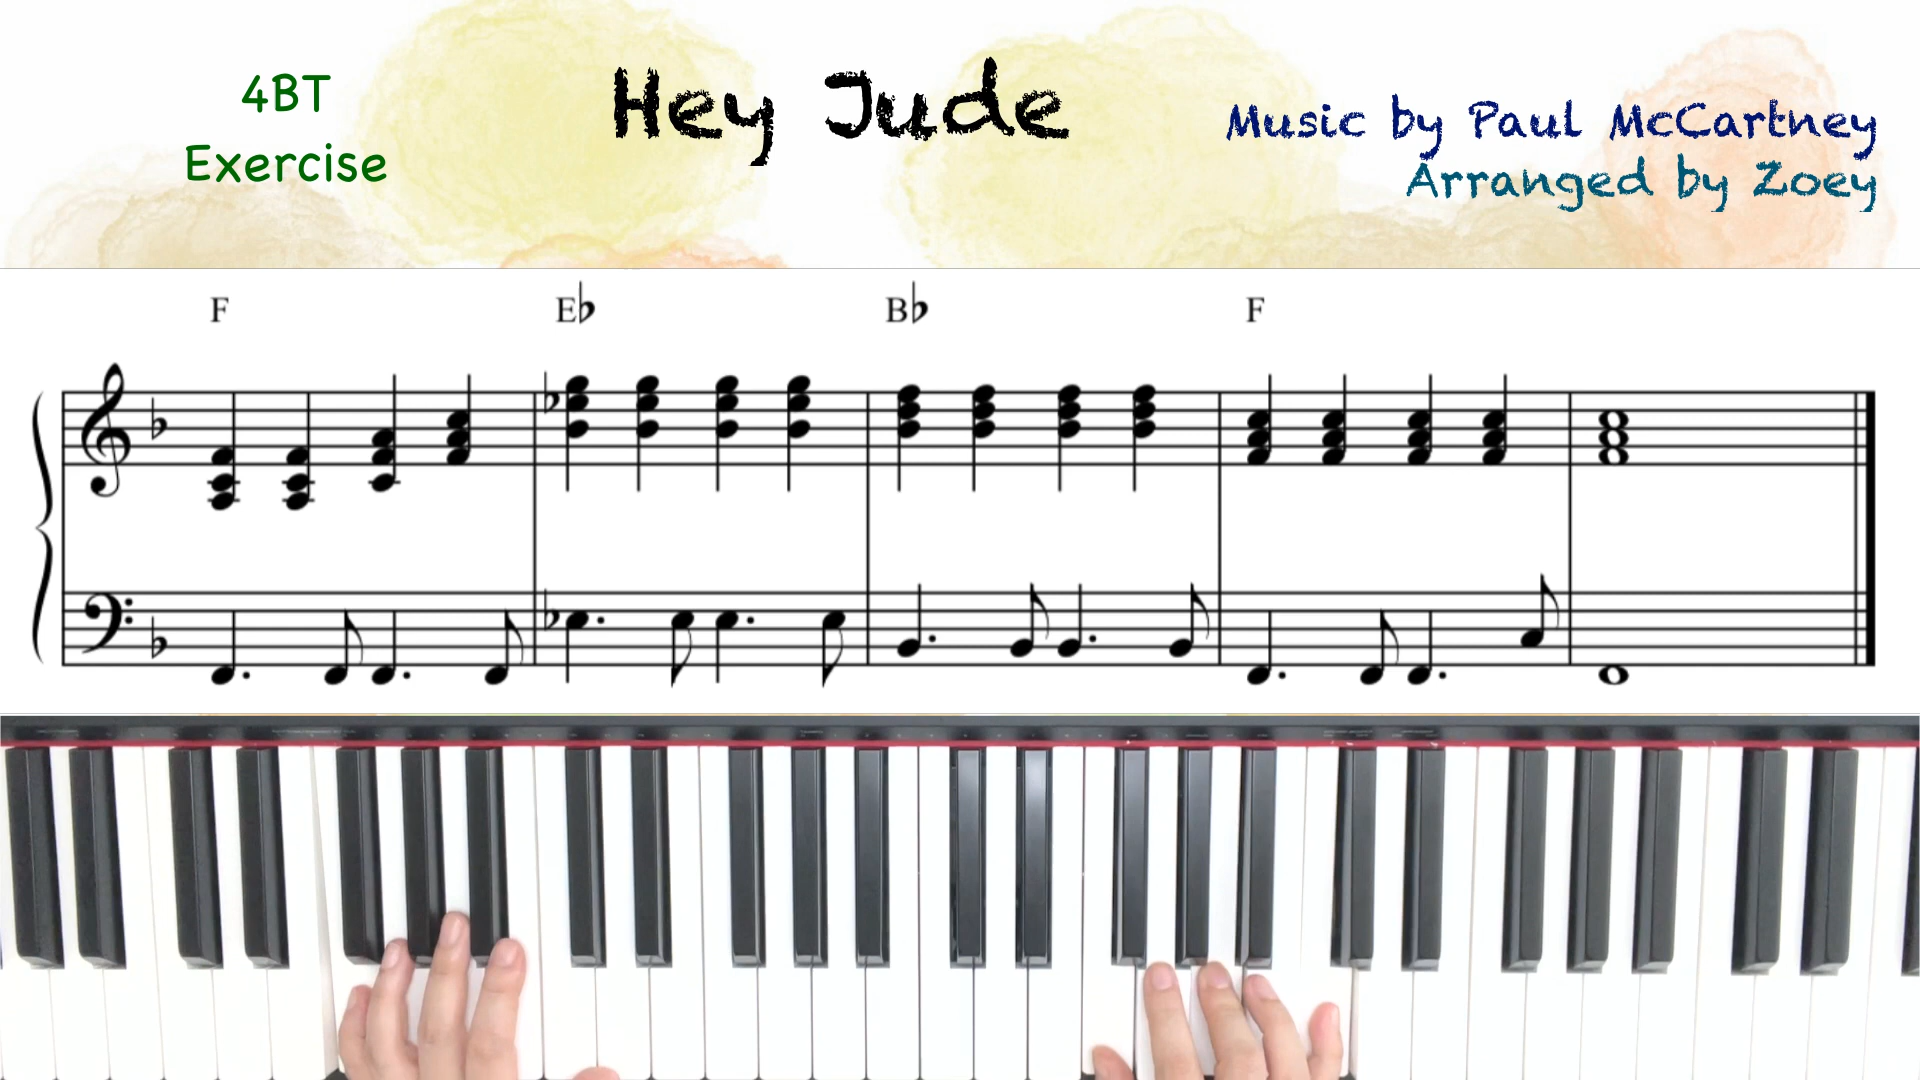 4BT
Exercise
Hey Jude
Music by Paul McCartney
Arranged by Zoey
F E♭ B♭ F